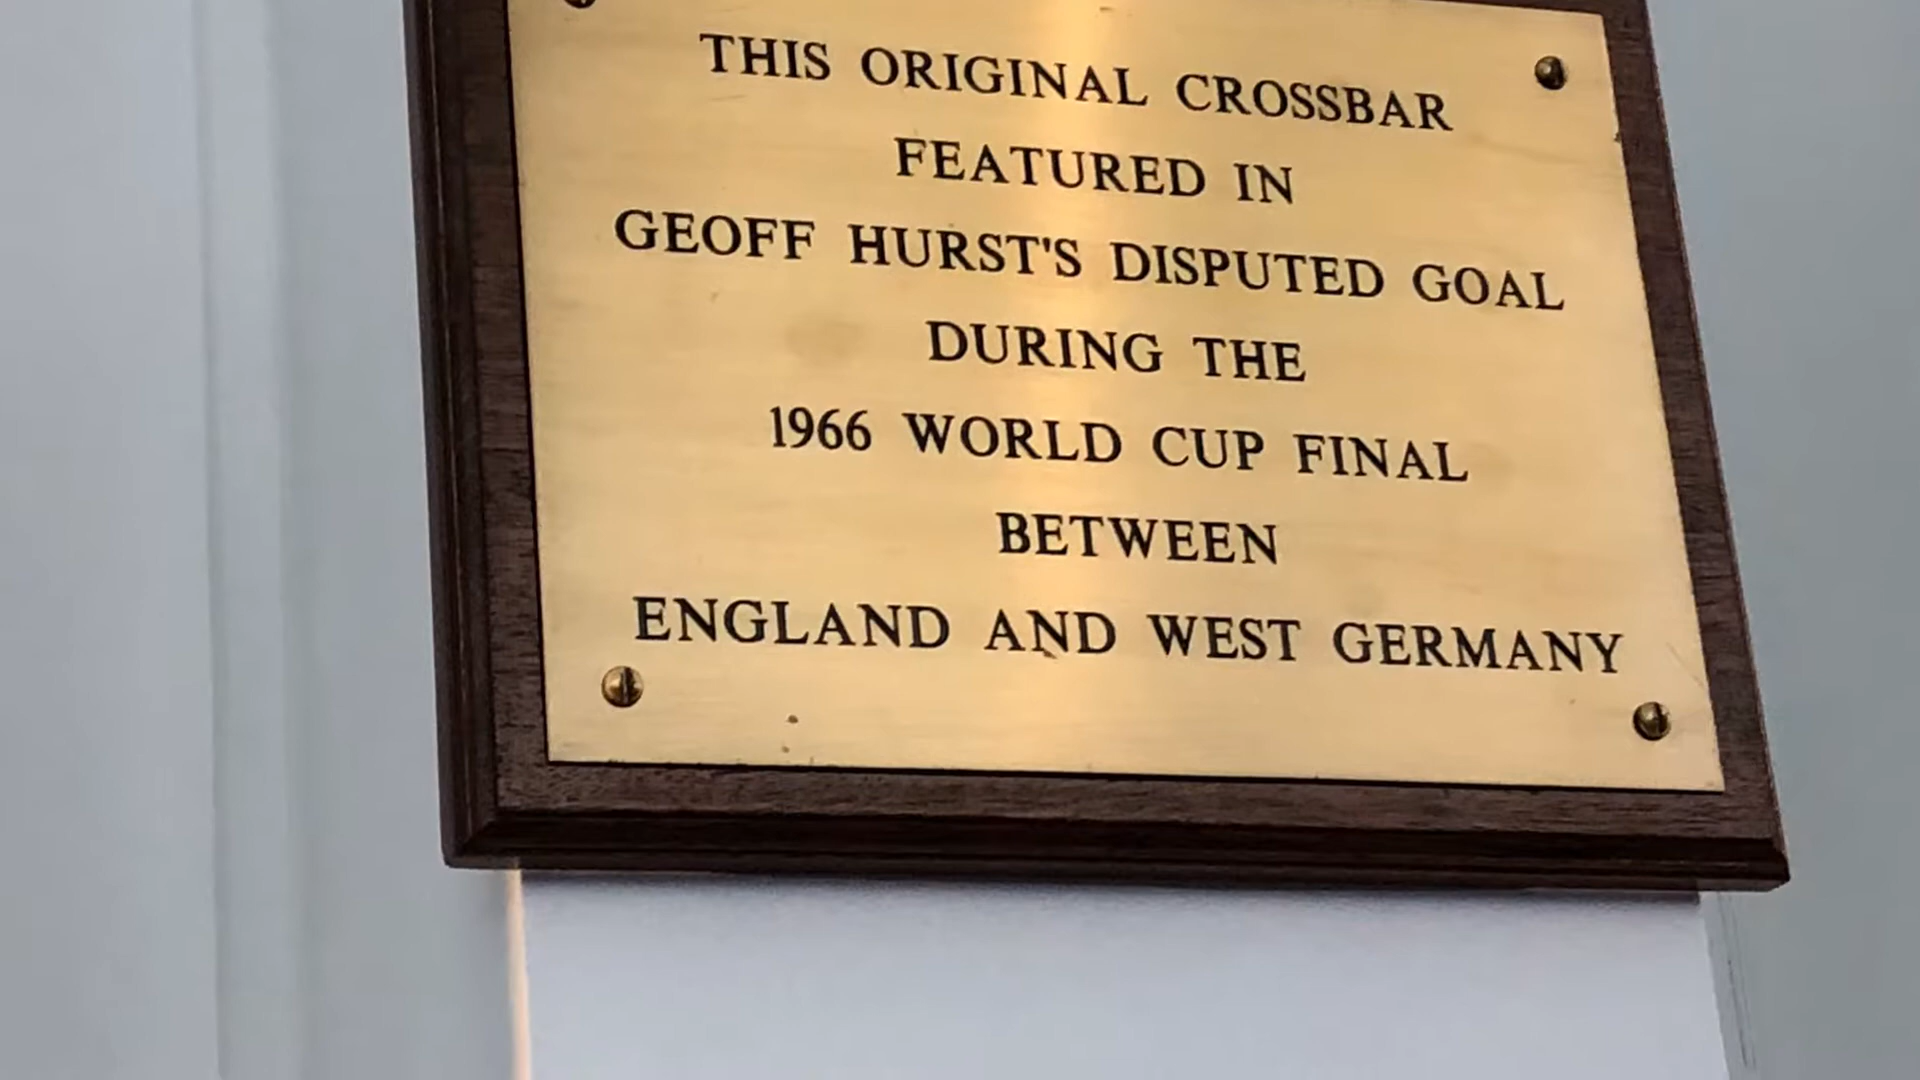 THIS ORIGINAL CROSSBAR
FEATURED IN
GEOFF HURST'S DISPUTED GOAL
DURING THE
1966 WORLD CUP FINAL
BETWEEN
ENGLAND AND WEST GERMANY